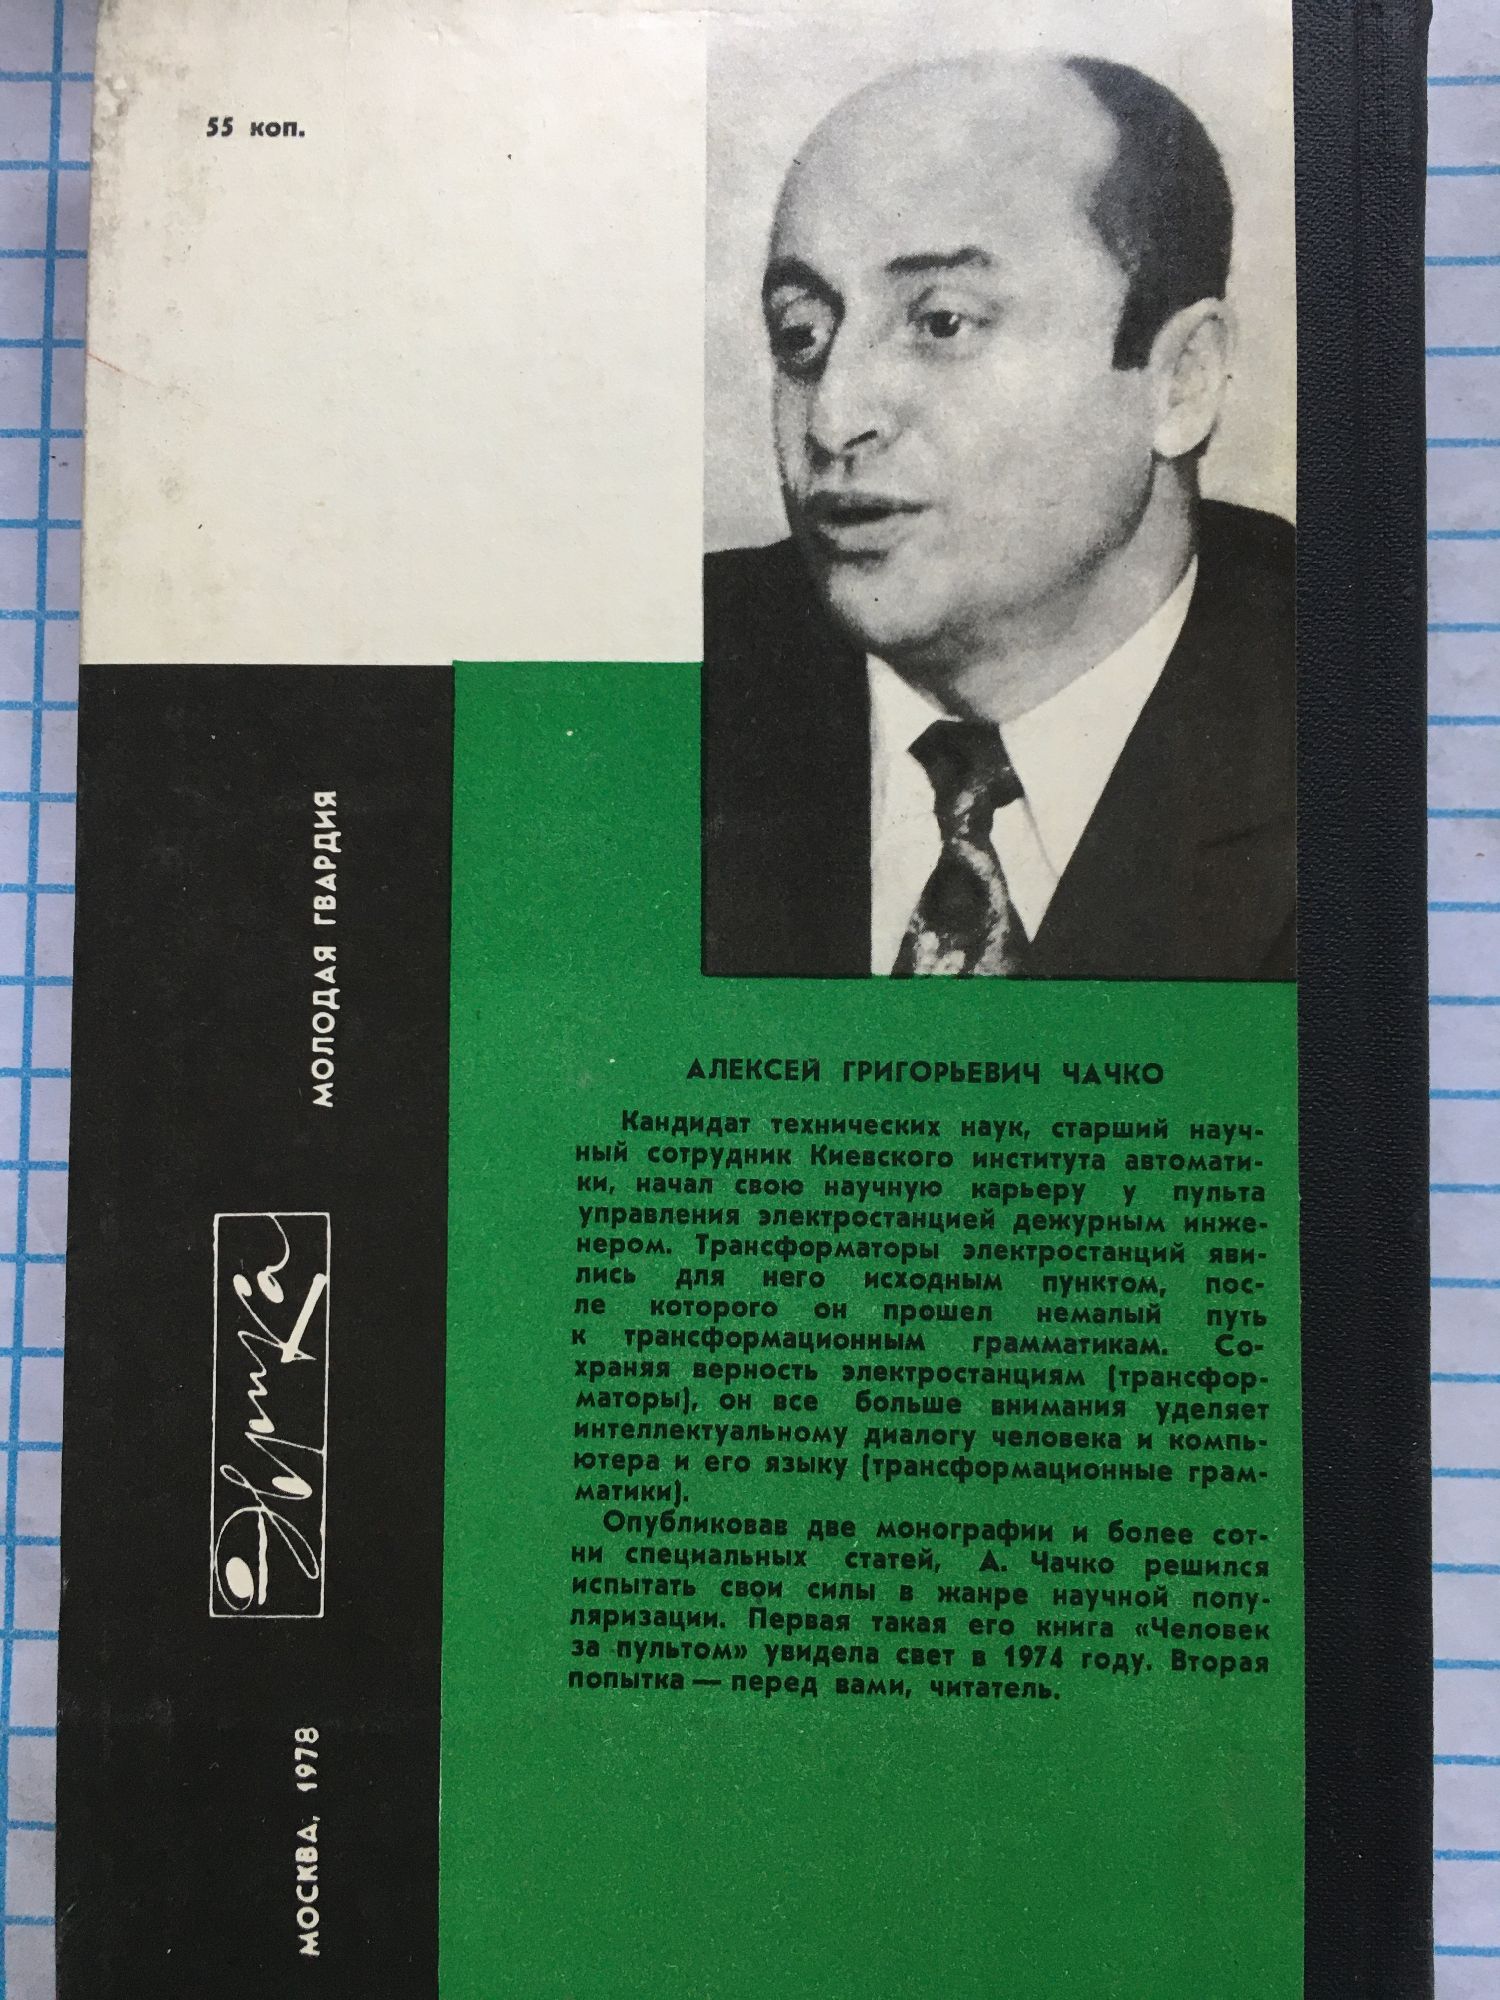 55 коп.
АЛЕКСЕЙ ГРИГОРЬЕВИЧ ЧАЧКО
Кандидат технических наук, старший науч-
ный сотрудник Киевского института автомати-
ки, начал свою научную карьеру у пульта
управления электростанцией дежурным инже-
нером. Трансформаторы электростанций яви-
лись для него исходным пунктом, пос-
ле которого он прошел немалый путь
к трансформационным грамматикам. Со-
храняя верность электростанциям (трансфор-
маторы), он все больше внимания уделяет
интеллектуальному диалогу человека и компь-
ютера и его языку (трансформационные грам-
матики).
Опубликовав две монографии и более сот-
ни специальных статей, А. Чачко решился
испытать свои силы в жанре научной попу-
ляризации. Первая такая его книга «Человек
за пультом» увидела свет в 1974 году. Вторая
попытка — перед вами, читатель.
МОСКВА, 1978
Эврика
МОЛОДАЯ ГВАРДИЯ